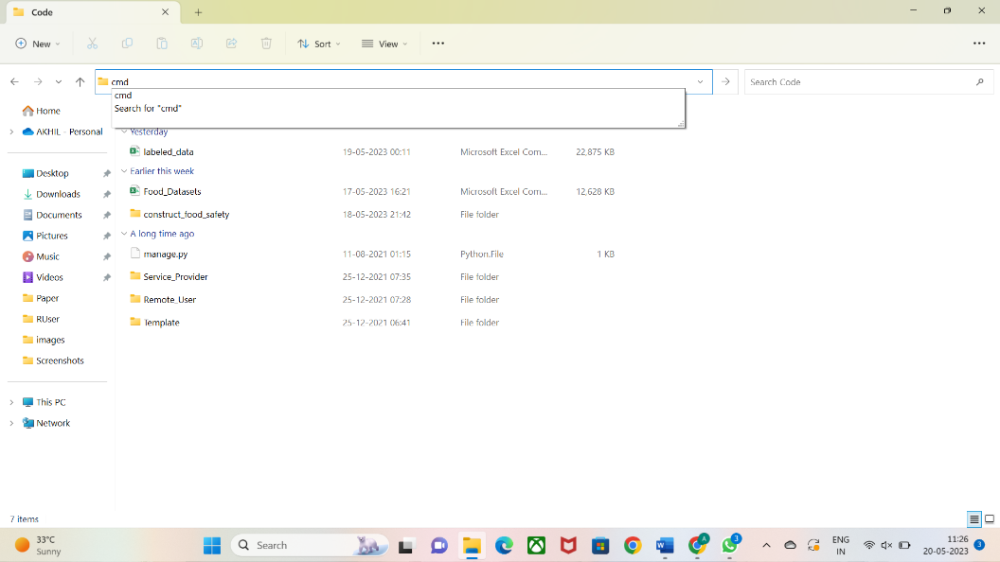 Code
New
Sort
View
cmd
Search Code
cmd
Search for "cmd"
Home
AKHIL - Personal
Desktop
Downloads
Documents
Pictures
Music
Videos
Paper
RUser
images
Screenshots
This PC
Network
Yesterday
labeled_data 19-05-2023 00:11 Microsoft Excel Com... 22,875 KB
Earlier this week
Food_Datasets 17-05-2023 16:21 Microsoft Excel Com... 12,628 KB
construct_food_safety 18-05-2023 21:42 File folder
A long time ago
manage.py 11-08-2021 01:15 Python.File 1 KB
Service_Provider 25-12-2021 07:35 File folder
Remote_User 25-12-2021 07:28 File folder
Template 25-12-2021 06:41 File folder
7 items
33°C
Sunny
Search
A
3
ENG
IN
11:26
20-05-2023
3